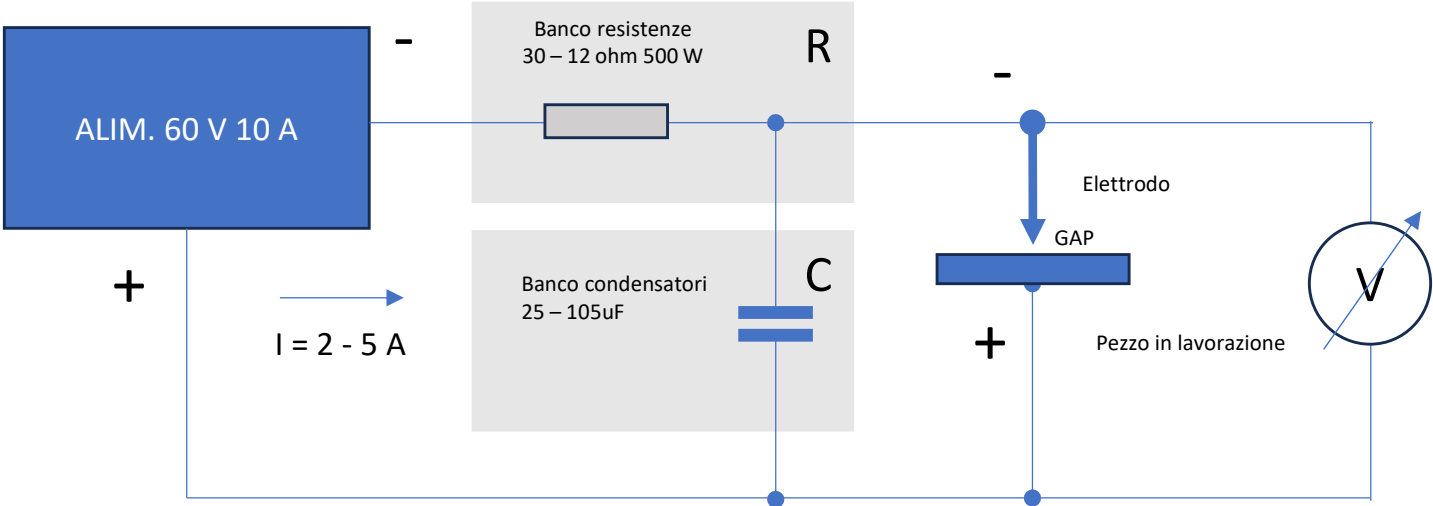 -
Banco resistenze
30 – 12 ohm 500 W
R
-
ALIM. 60 V 10 A
Elettrodo
GAP
+
Banco condensatori
25 – 105uF
C
V
I = 2 - 5 A
+
Pezzo in lavorazione